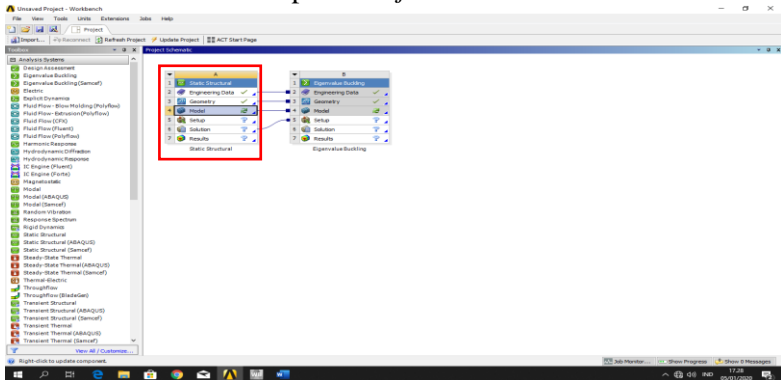 Unsaved Project - Workbench
File View Tools Units Extensions Jobs Help
Project
Import... Reconnect Refresh Project Update Project ACT Start Page
Toolbox
Project Schematic
Analysis Systems
Design Assessment
Eigenvalue Buckling
Eigenvalue Buckling (Samcef)
Electric
Explicit Dynamics
Fluid Flow - Blow Molding (Polyflow)
Fluid Flow - Extrusion (Polyflow)
Fluid Flow (CFX)
Fluid Flow (Fluent)
Fluid Flow (Polyflow)
Harmonic Response
Hydrodynamic Diffraction
Hydrodynamic Response
IC Engine (Fluent)
IC Engine (Forte)
Magnetostatic
Modal
Modal (ABAQUS)
Modal (Samcef)
Random Vibration
Response Spectrum
Rigid Dynamics
Static Structural
Static Structural (ABAQUS)
Static Structural (Samcef)
Steady-State Thermal
Steady-State Thermal (ABAQUS)
Steady-State Thermal (Samcef)
Thermal-Electric
Throughflow
Throughflow (BladeGen)
Transient Structural
Transient Structural (ABAQUS)
Transient Structural (Samcef)
Transient Thermal
Transient Thermal (ABAQUS)
Transient Thermal (Samcef)
View All / Customize...
A
1 Static Structural
2 Engineering Data
3 Geometry
4 Model
5 Setup
6 Solution
7 Results
Static Structural
B
1 Eigenvalue Buckling
2 Engineering Data
3 Geometry
4 Model
5 Setup
6 Solution
7 Results
Eigenvalue Buckling
Right-click to update component.
Job Monitor... Show Progress Show 0 Messages
IND
17.28
05/01/2020